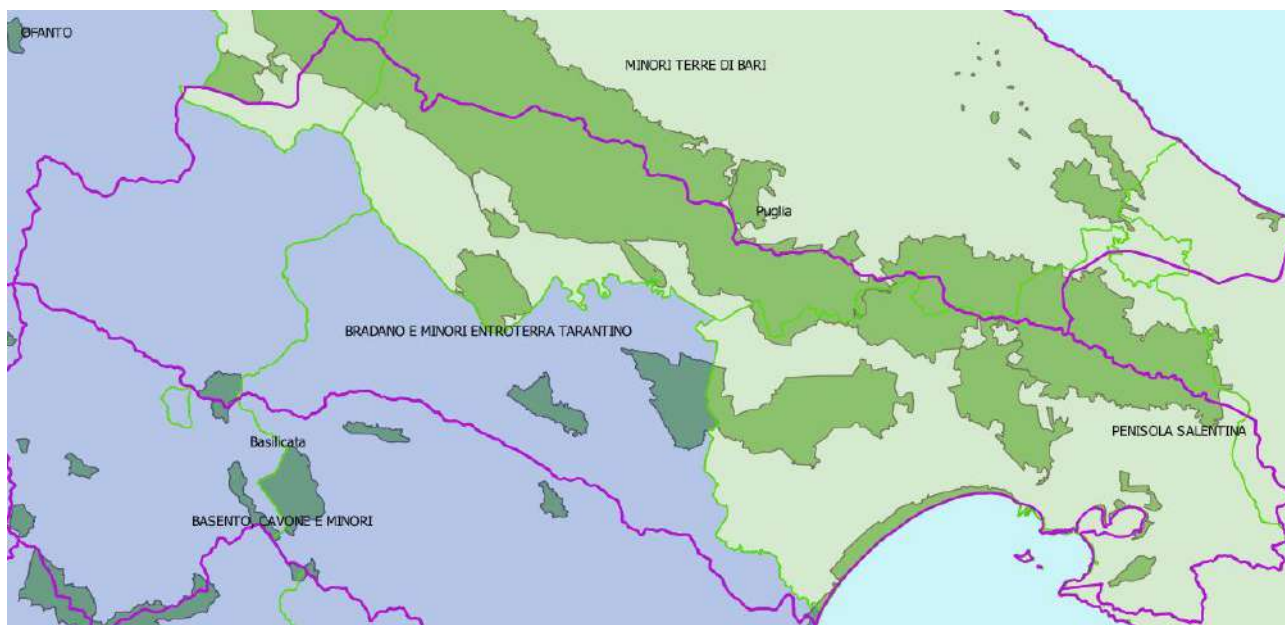 OFANTO
MINORI TERRE DI BARI
Puglia
BRADANO E MINORI ENTROTERRA TARANTINO
PENISOLA SALENTINA
Basilicata
BASENTO, CAVONE E MINORI